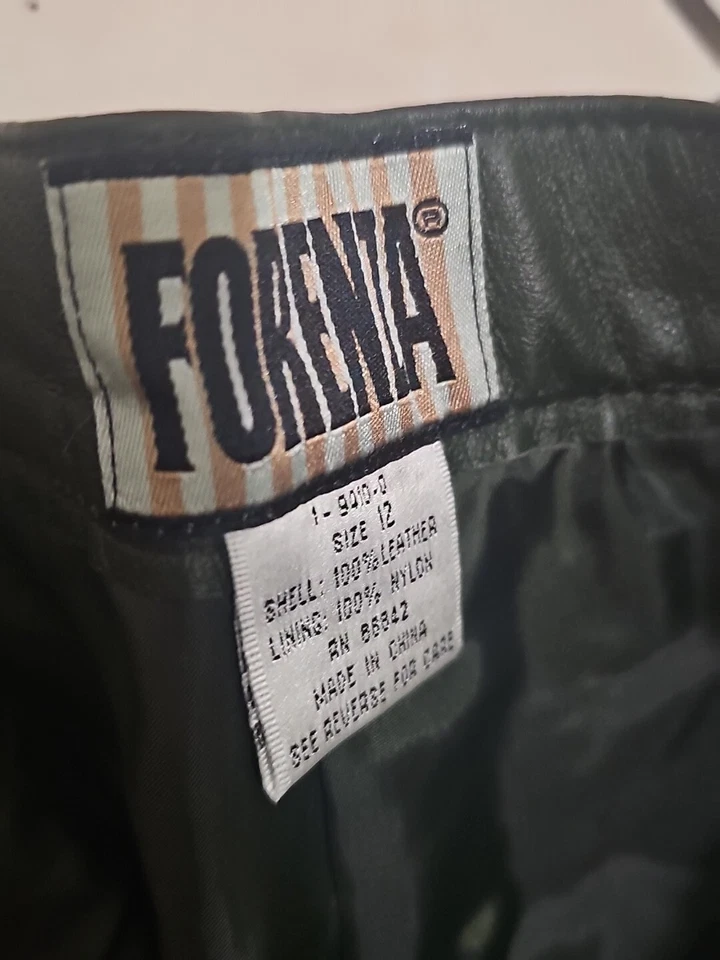 FORENZA®
1-9410-0
SIZE 12
SHELL: 100% LEATHER
LINING: 100% NYLON
RN 66842
MADE IN CHINA
SEE REVERSE FOR CARE